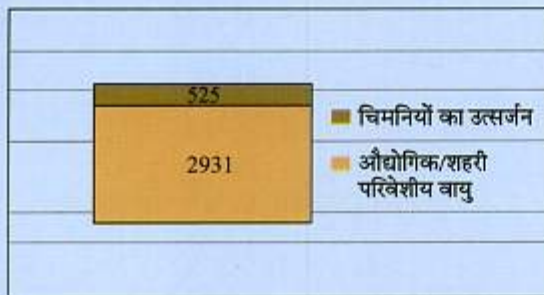 525
2931
चिमनियों का उत्सर्जन
औद्योगिक/शहरी
परिवेशीय वायु